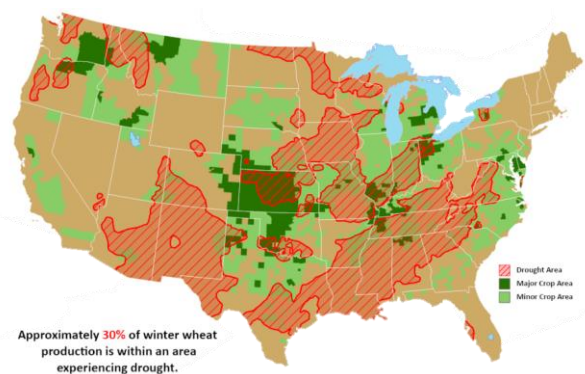 Drought Area
Major Crop Area
Minor Crop Area
Approximately 30% of winter wheat
production is within an area
experiencing drought.